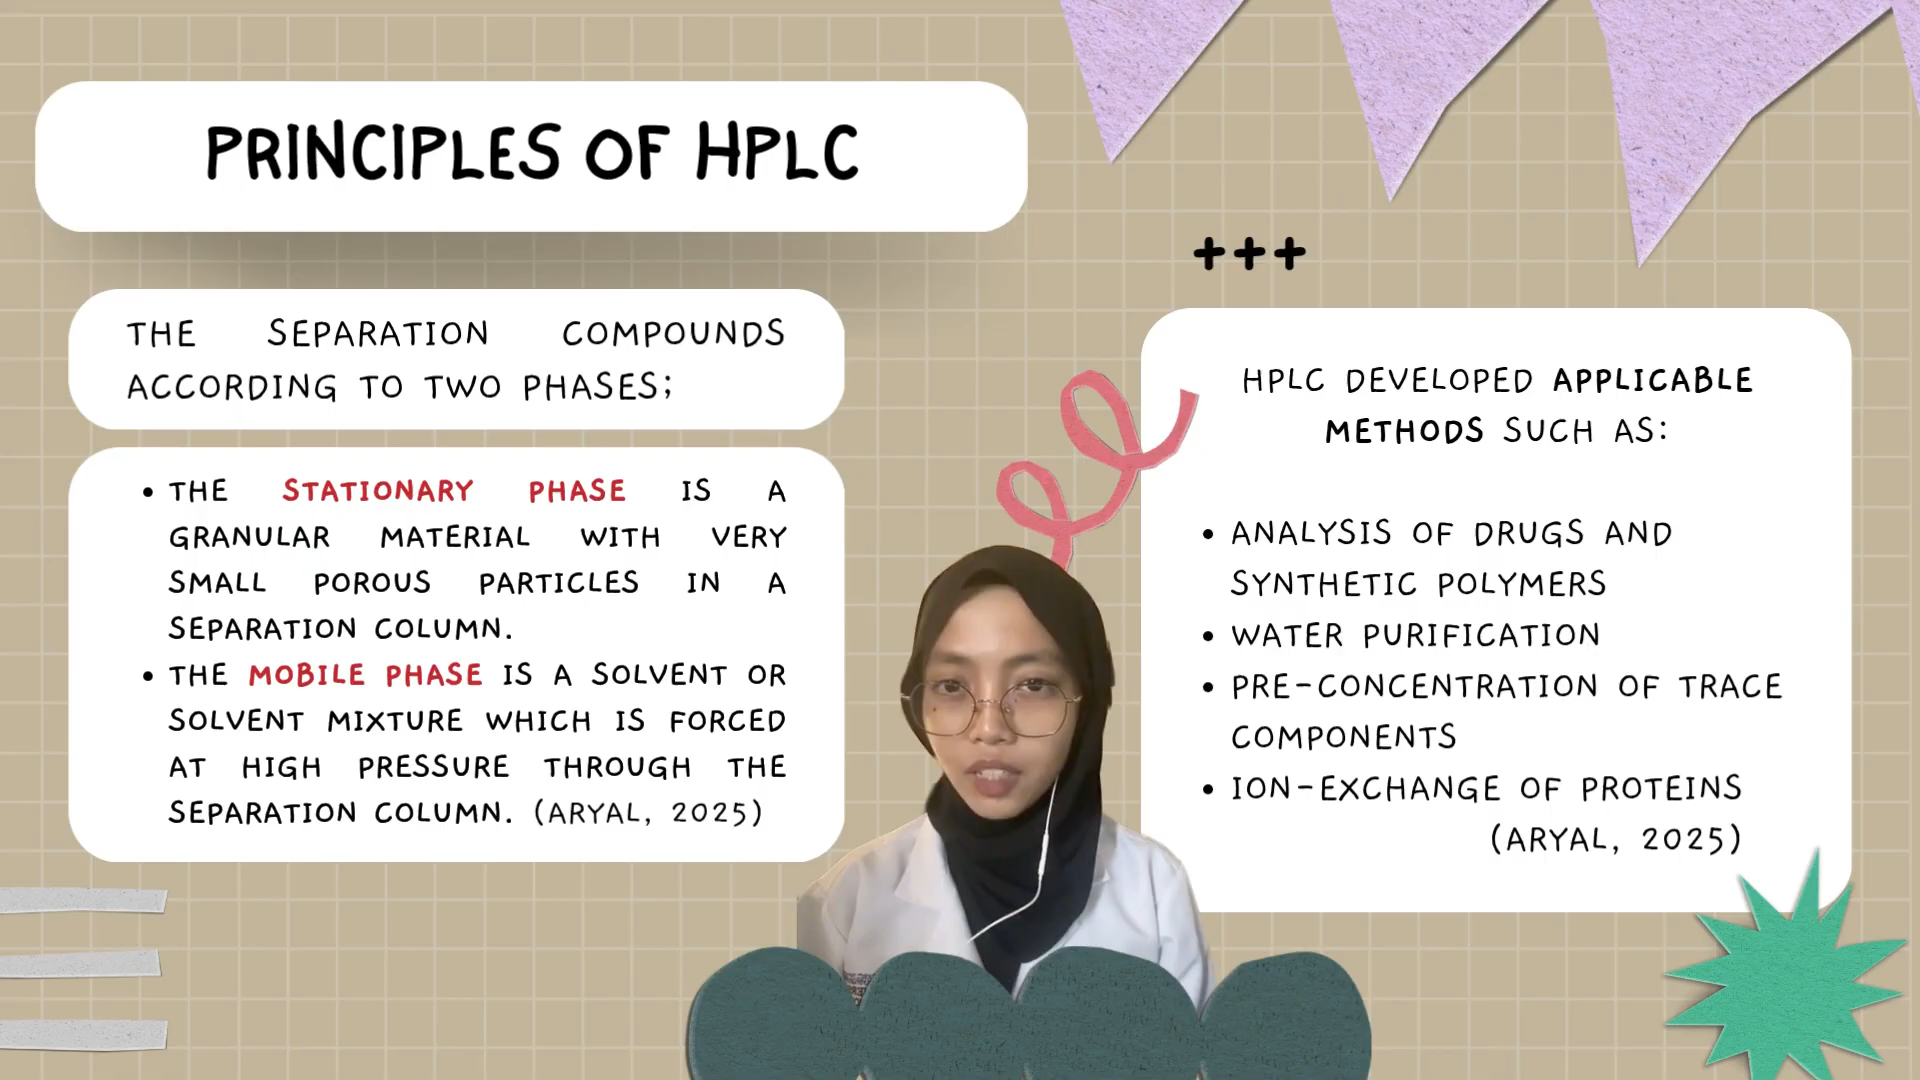 PRINCIPLES OF HPLC
THE SEPARATION COMPOUNDS
ACCORDING TO TWO PHASES;
• THE STATIONARY PHASE IS A
GRANULAR MATERIAL WITH VERY
SMALL POROUS PARTICLES IN A
SEPARATION COLUMN.
• THE MOBILE PHASE IS A SOLVENT OR
SOLVENT MIXTURE WHICH IS FORCED
AT HIGH PRESSURE THROUGH THE
SEPARATION COLUMN. (ARYAL, 2025)
+++
HPLC DEVELOPED APPLICABLE
METHODS SUCH AS:
• ANALYSIS OF DRUGS AND
SYNTHETIC POLYMERS
• WATER PURIFICATION
• PRE-CONCENTRATION OF TRACE
COMPONENTS
• ION-EXCHANGE OF PROTEINS
(ARYAL, 2025)